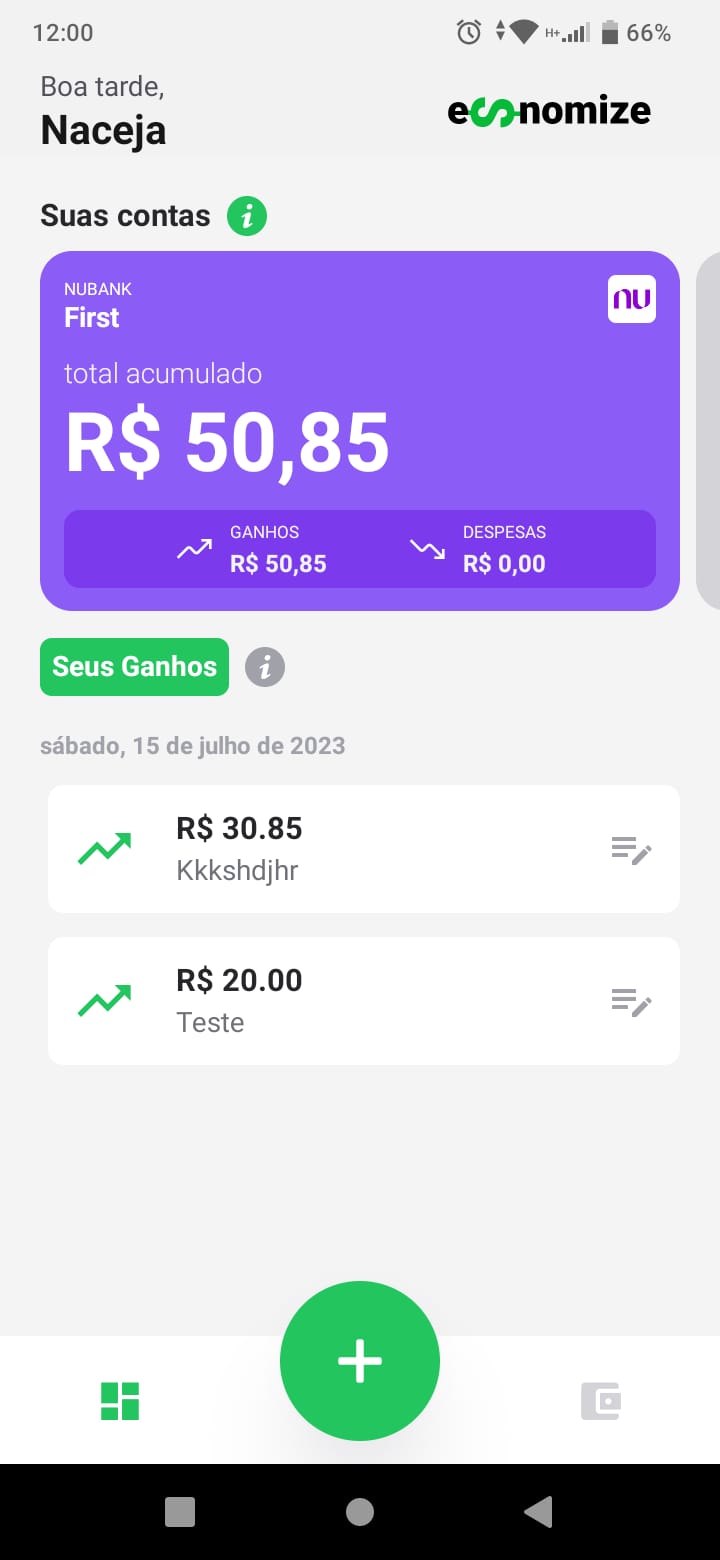 12:00
H+
66%
Boa tarde,
Naceja
e$nomize
Suas contas
i
NUBANK
First
nu
total acumulado
R$ 50,85
GANHOS
R$ 50,85
DESPESAS
R$ 0,00
Seus Ganhos
i
sábado, 15 de julho de 2023
R$ 30.85
Kkkshdjhr
R$ 20.00
Teste